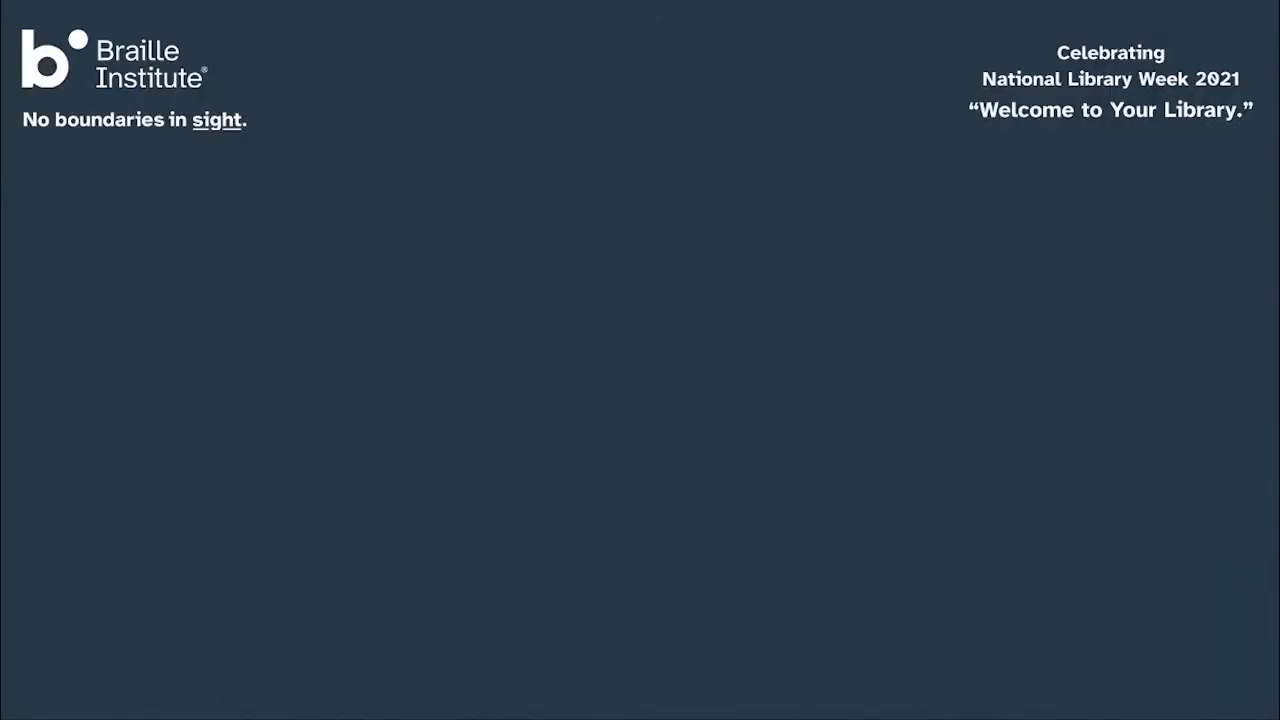 Braille
Institute®
No boundaries in sight.
Celebrating
National Library Week 2021
“Welcome to Your Library.”